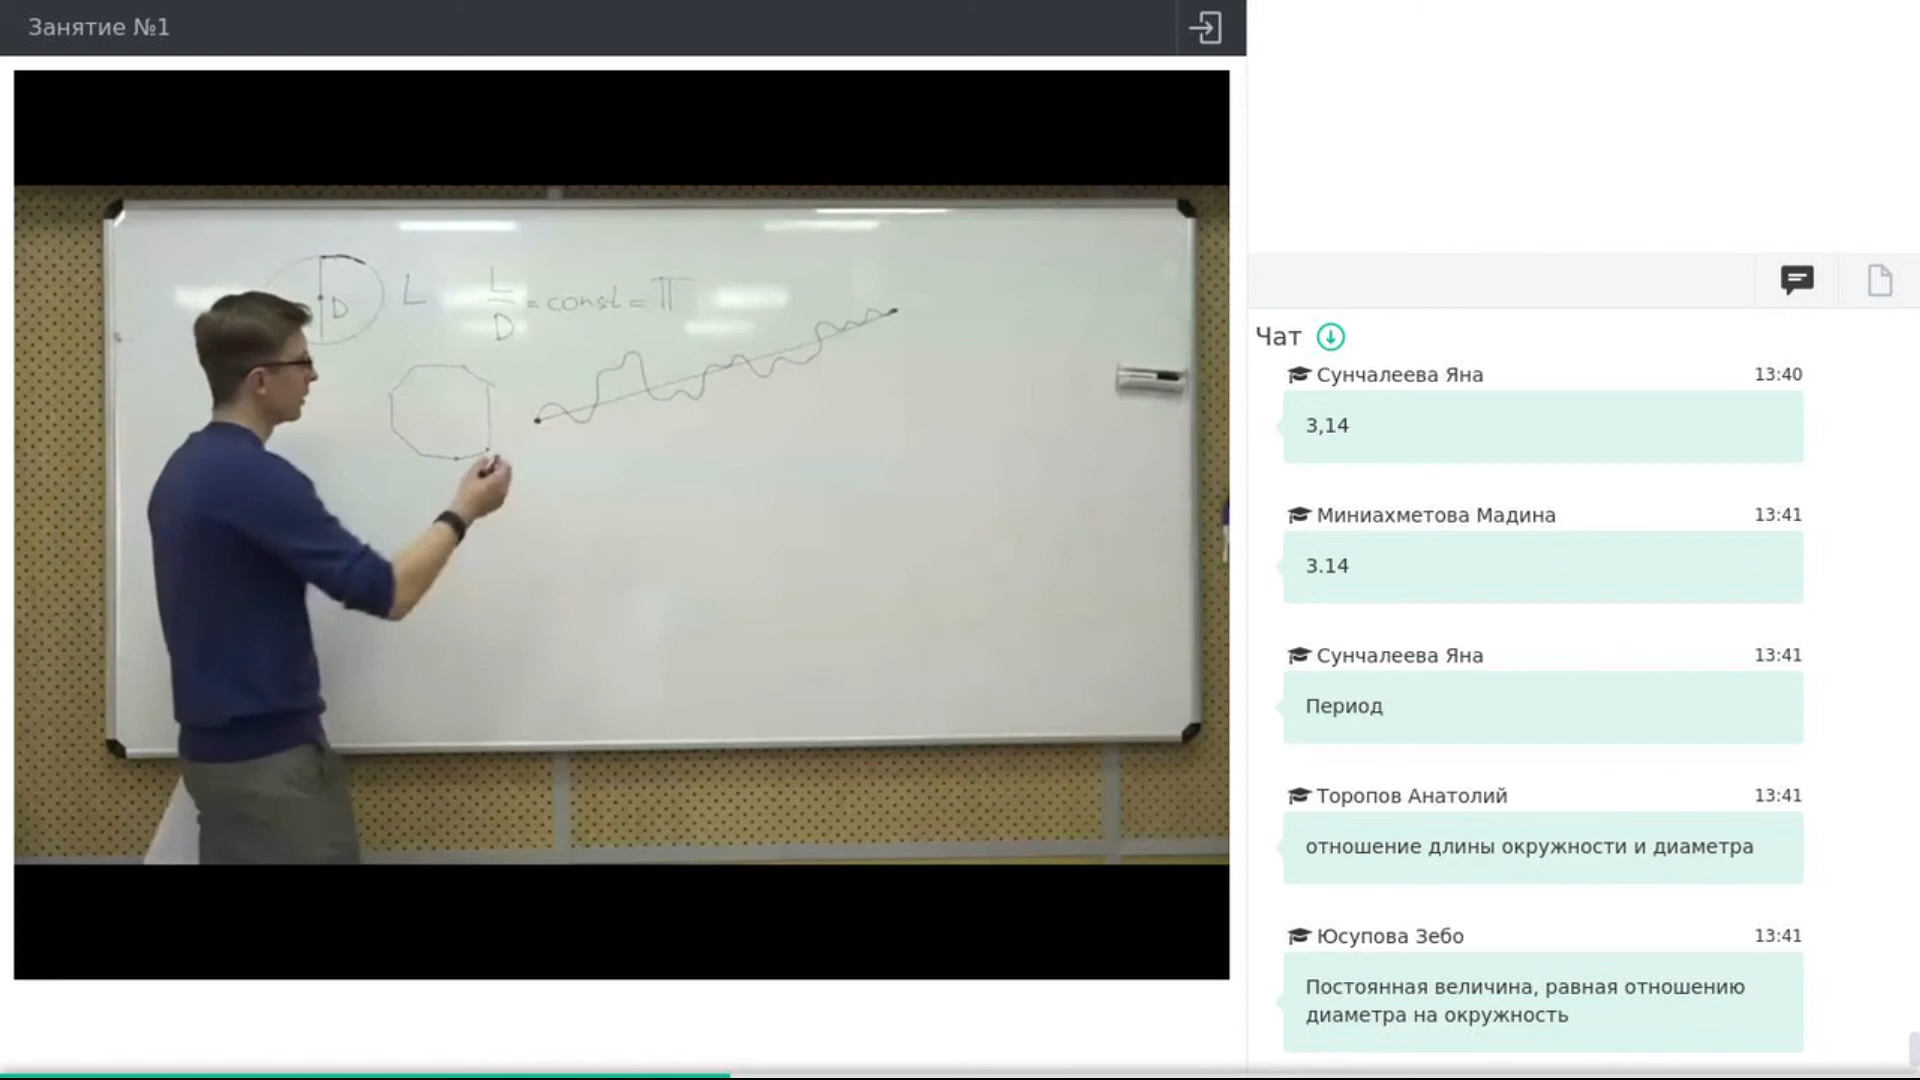 Занятие №1
D L L/D = const = π
Чат
Сунчалеева Яна 13:40
3,14
Миниахметова Мадина 13:41
3.14
Сунчалеева Яна 13:41
Период
Торопов Анатолий 13:41
отношение длины окружности и диаметра
Юсупова Зебо 13:41
Постоянная величина, равная отношению
диаметра на окружность